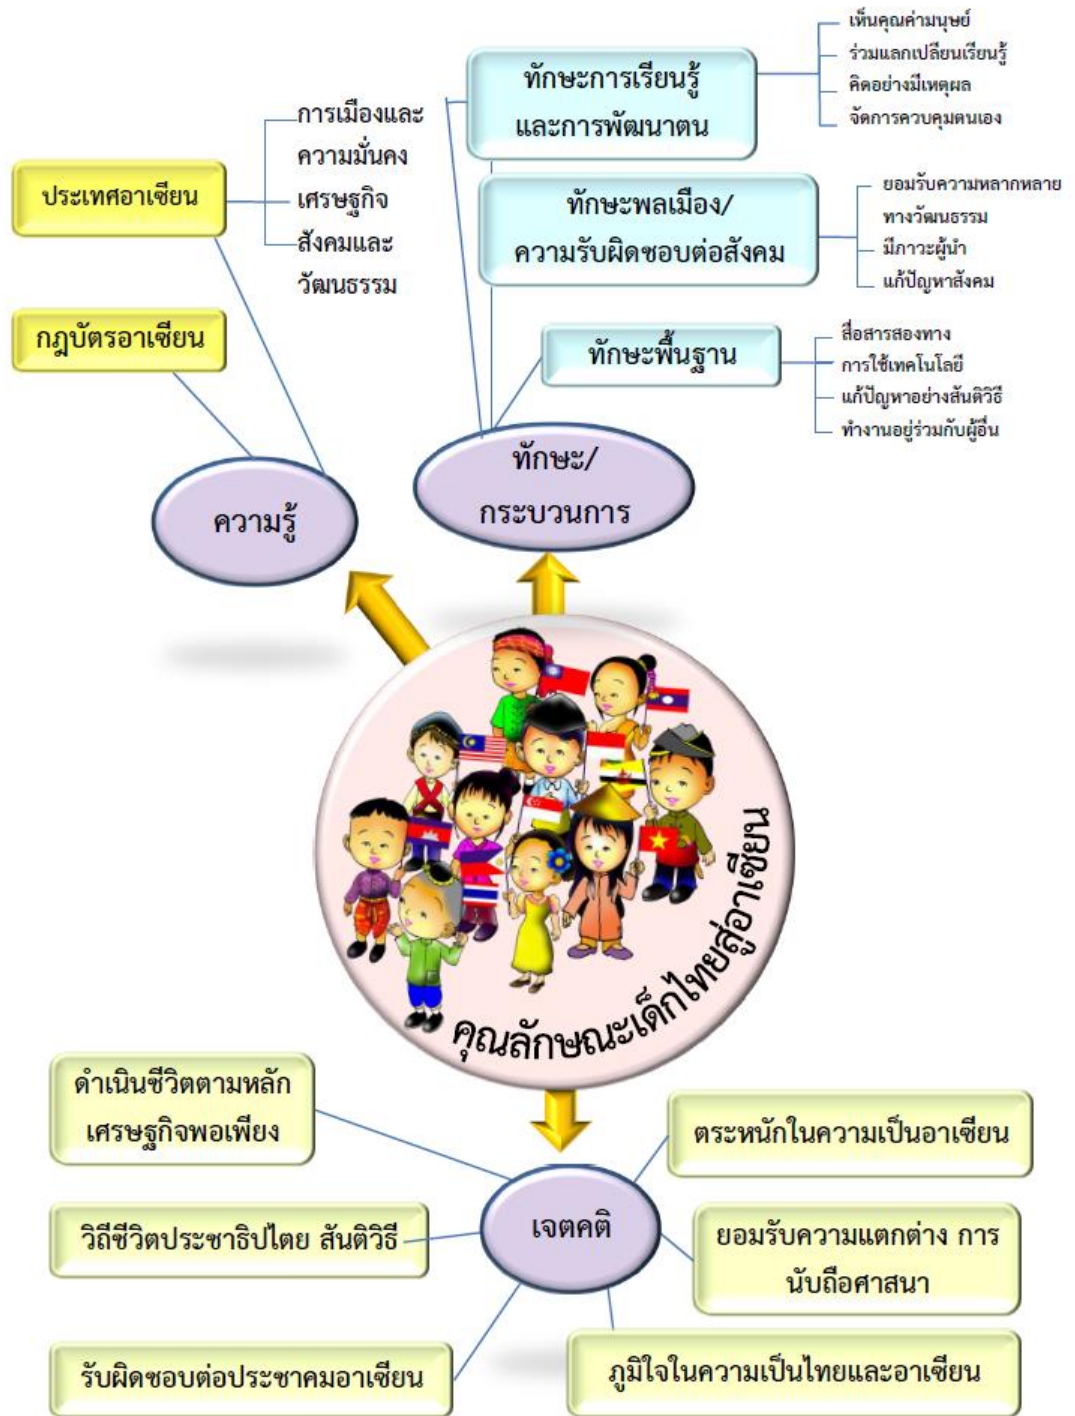 เห็นคุณค่ามนุษย์
ร่วมแลกเปลี่ยนเรียนรู้
คิดอย่างมีเหตุผล
จัดการควบคุมตนเอง
ทักษะการเรียนรู้
และการพัฒนาตน
การเมืองและ
ความมั่นคง
เศรษฐกิจ
สังคมและ
วัฒนธรรม
ประเทศอาเซียน
ทักษะพลเมือง/
ความรับผิดชอบต่อสังคม
ยอมรับความหลากหลาย
ทางวัฒนธรรม
มีภาวะผู้นำ
แก้ปัญหาสังคม
กฎบัตรอาเซียน
ทักษะพื้นฐาน
สื่อสารสองทาง
การใช้เทคโนโลยี
แก้ปัญหาอย่างสันติวิธี
ทำงานอยู่ร่วมกับผู้อื่น
ความรู้
ทักษะ/
กระบวนการ
คุณลักษณะเด็กไทยสู่อาเซียน
ดำเนินชีวิตตามหลัก
เศรษฐกิจพอเพียง
ตระหนักในความเป็นอาเซียน
เจตคติ
วิถีชีวิตประชาธิปไตย สันติวิธี
ยอมรับความแตกต่าง การ
นับถือศาสนา
รับผิดชอบต่อประชาคมอาเซียน
ภูมิใจในความเป็นไทยและอาเซียน